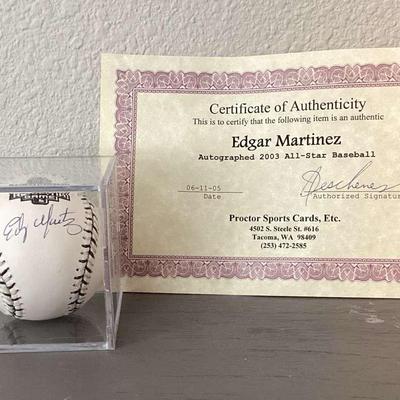 Certificate of Authenticity
This is to certify that the following item is an authentic
Edgar Martinez
Autographed 2003 All-Star Baseball
06-11-05
Date
Authorized Signatur
Proctor Sports Cards, Etc.
4502 S. Steele St. #616
Tacoma, WA 98409
(253) 472-2585